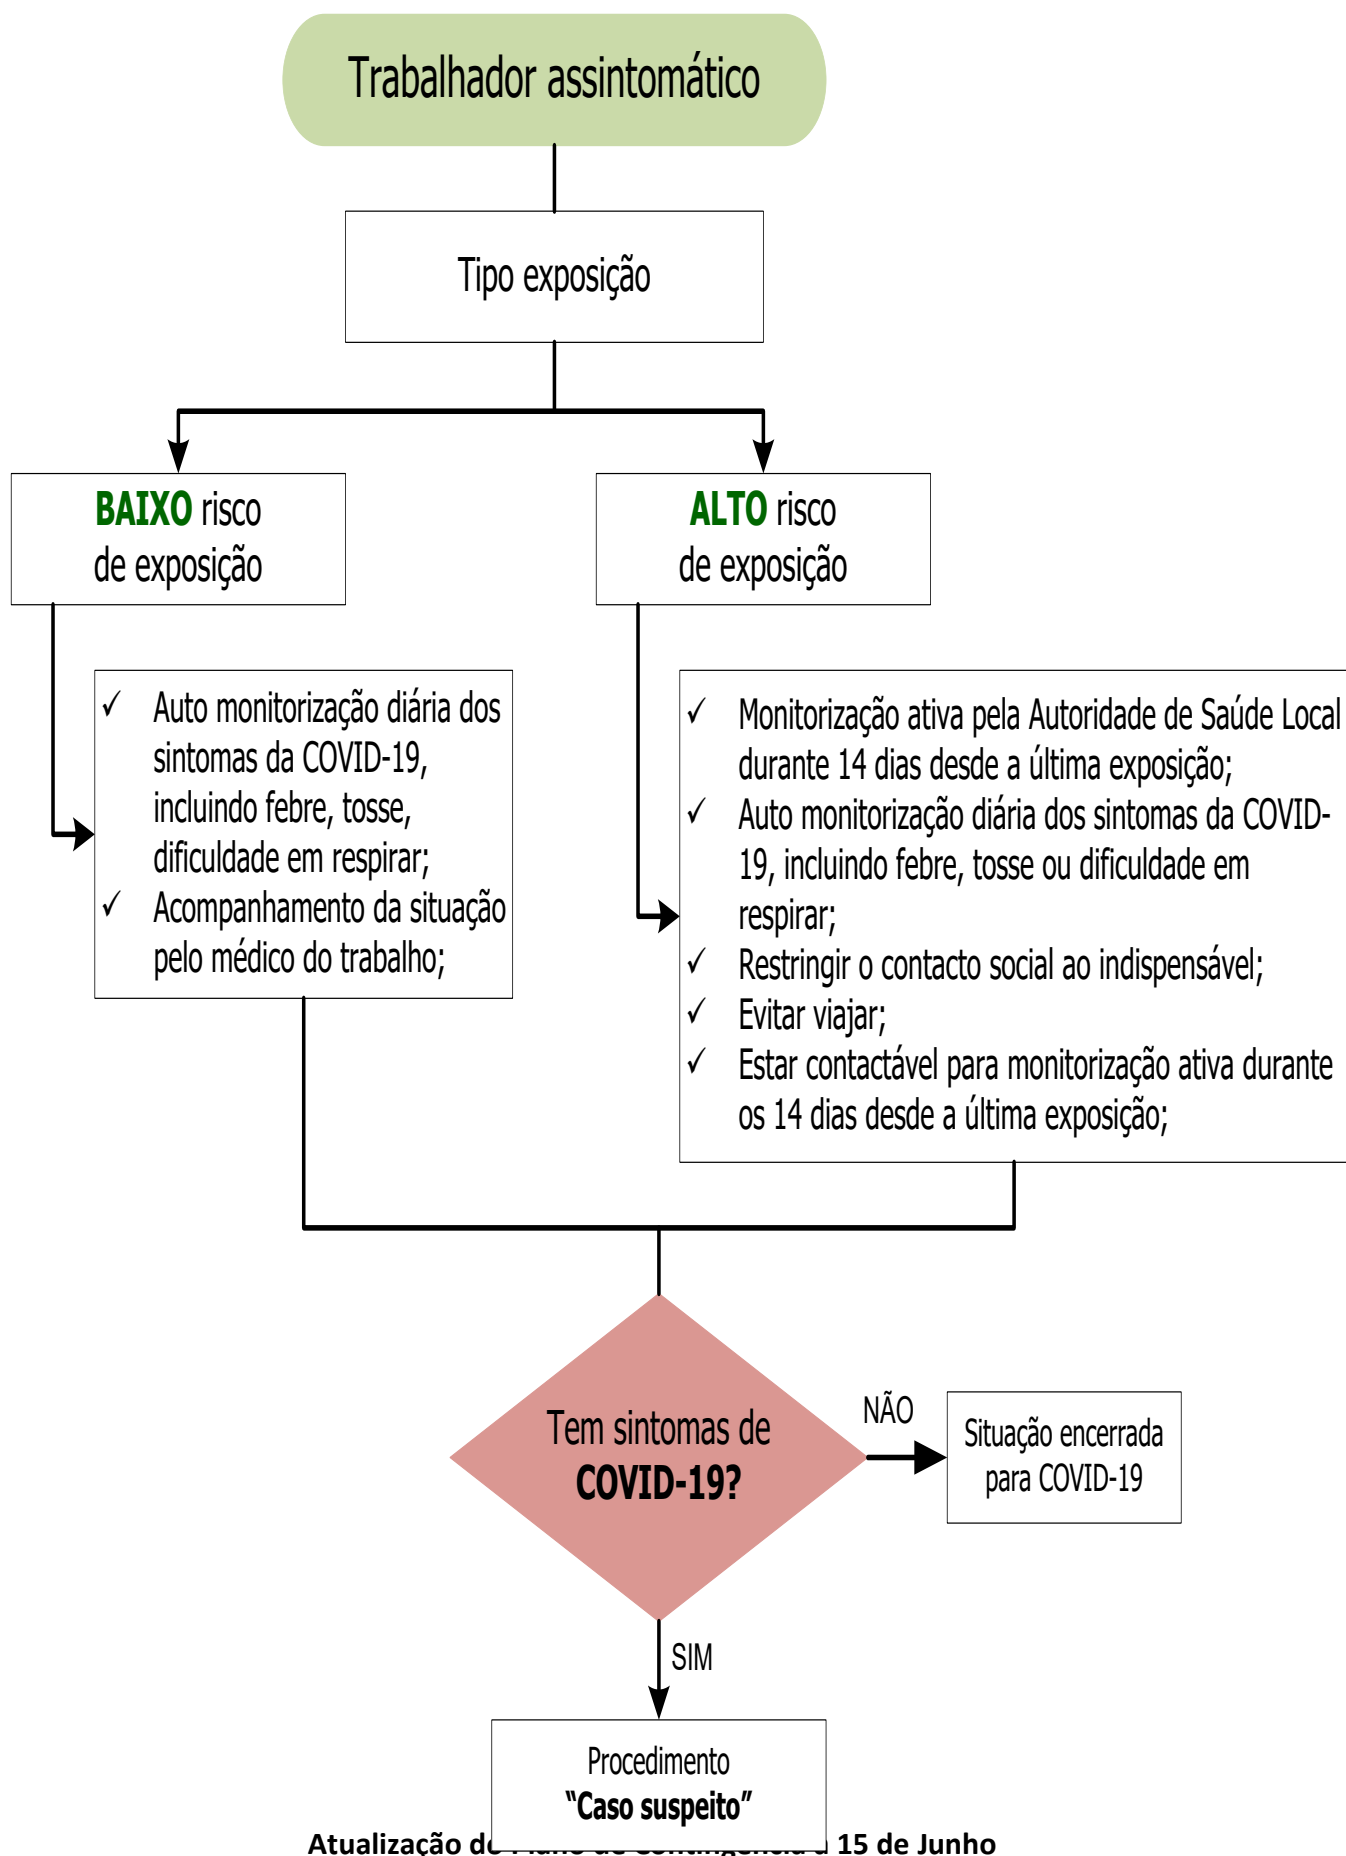 Trabalhador assintomático
Tipo exposição
BAIXO risco
de exposição
ALTO risco
de exposição
✓ Auto monitorização diária dos
sintomas da COVID-19,
incluindo febre, tosse,
dificuldade em respirar;
✓ Acompanhamento da situação
pelo médico do trabalho;
✓ Monitorização ativa pela Autoridade de Saúde Local
durante 14 dias desde a última exposição;
✓ Auto monitorização diária dos sintomas da COVID-
19, incluindo febre, tosse ou dificuldade em
respirar;
✓ Restringir o contacto social ao indispensável;
✓ Evitar viajar;
✓ Estar contactável para monitorização ativa durante
os 14 dias desde a última exposição;
Tem sintomas de
COVID-19?
NÃO
Situação encerrada
para COVID-19
SIM
Procedimento
“Caso suspeito”
Atualização do Plano de Contingência a 15 de Junho